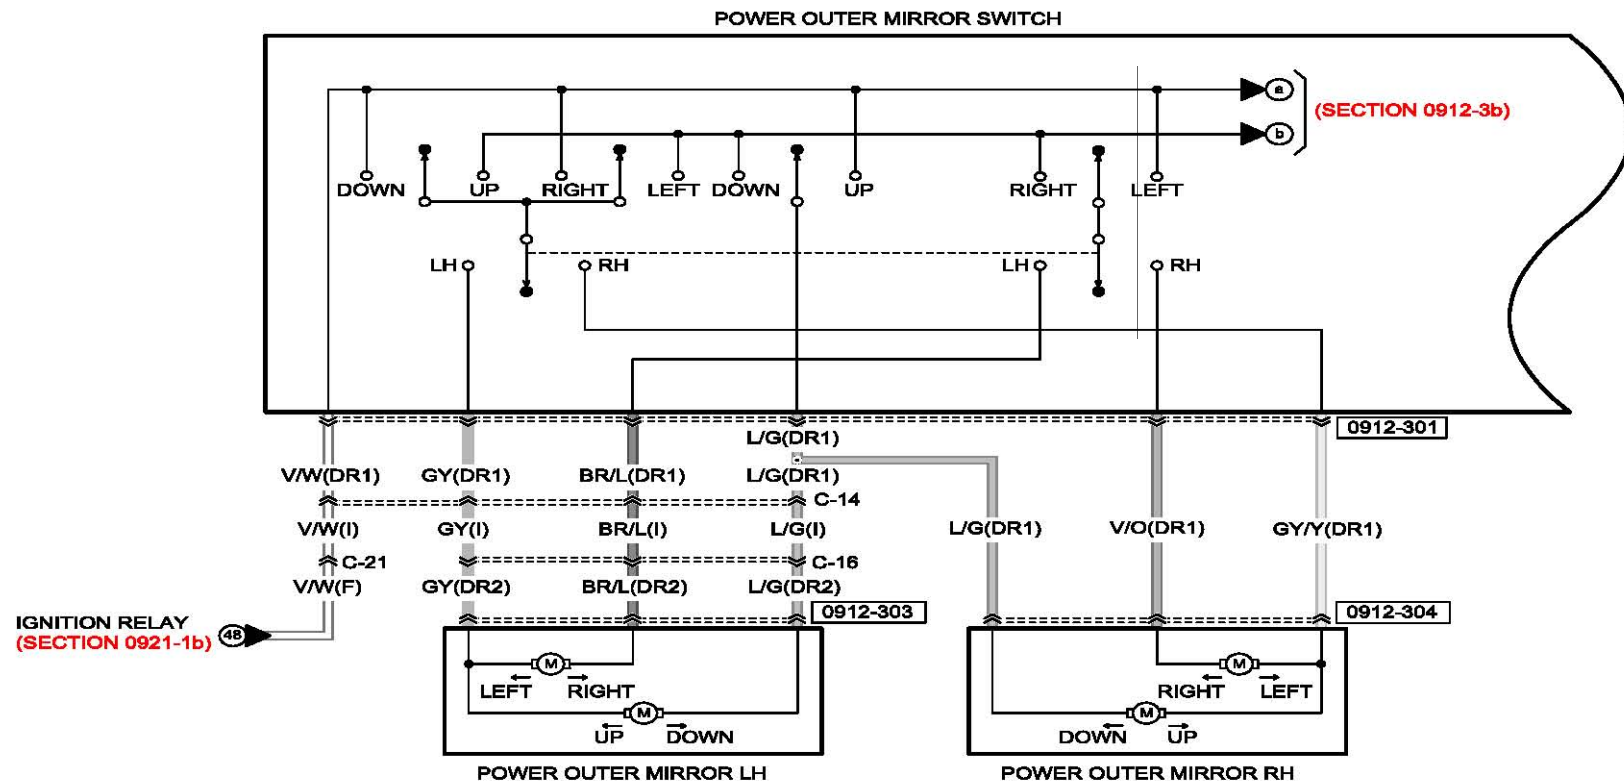 POWER OUTER MIRROR SWITCH
a
(SECTION 0912-3b)
b
DOWN UP RIGHT LEFT DOWN UP RIGHT LEFT
LH RH LH RH
0912-301
L/G(DR1)
V/W(DR1) GY(DR1) BR/L(DR1) L/G(DR1)
C-14
V/W(I) GY(I) BR/L(I) L/G(I) L/G(DR1) V/O(DR1) GY/Y(DR1)
C-21 C-16
V/W(F) GY(DR2) BR/L(DR2) L/G(DR2)
0912-303 0912-304
IGNITION RELAY
(SECTION 0921-1b) 48
M M
LEFT RIGHT RIGHT LEFT
M M
UP DOWN DOWN UP
POWER OUTER MIRROR LH POWER OUTER MIRROR RH